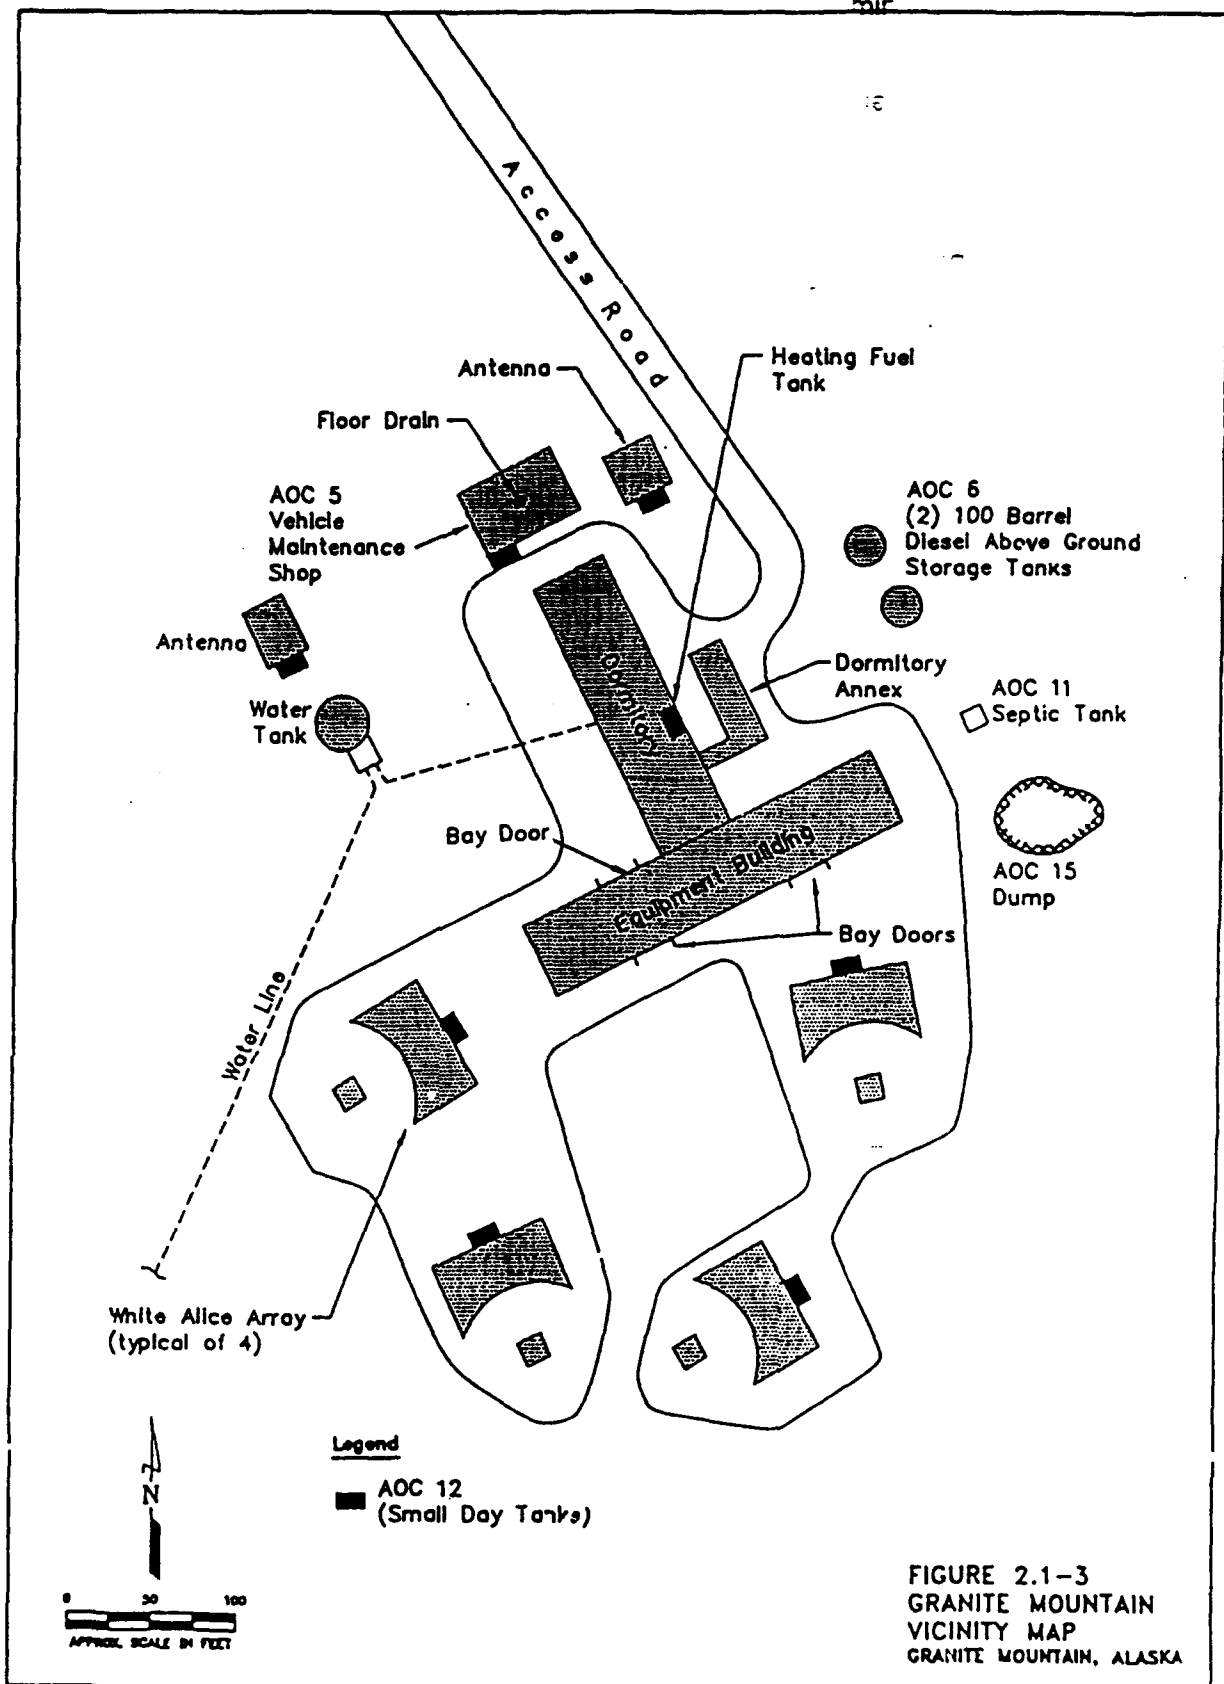 Access Road
Heating Fuel
Tank
Antenna
Floor Drain
AOC 5
Vehicle
Maintenance
Shop
AOC 6
(2) 100 Barrel
Diesel Above Ground
Storage Tanks
Antenna
Dormitory
Dormitory
Annex
AOC 11
Septic Tank
Water
Tank
Bay Door
Equipment Building
AOC 15
Dump
Bay Doors
Water Line
White Alice Array
(typical of 4)
Legend
AOC 12
(Small Day Tanks)
N
0 50 100
APPROX. SCALE IN FEET
FIGURE 2.1-3
GRANITE MOUNTAIN
VICINITY MAP
GRANITE MOUNTAIN, ALASKA